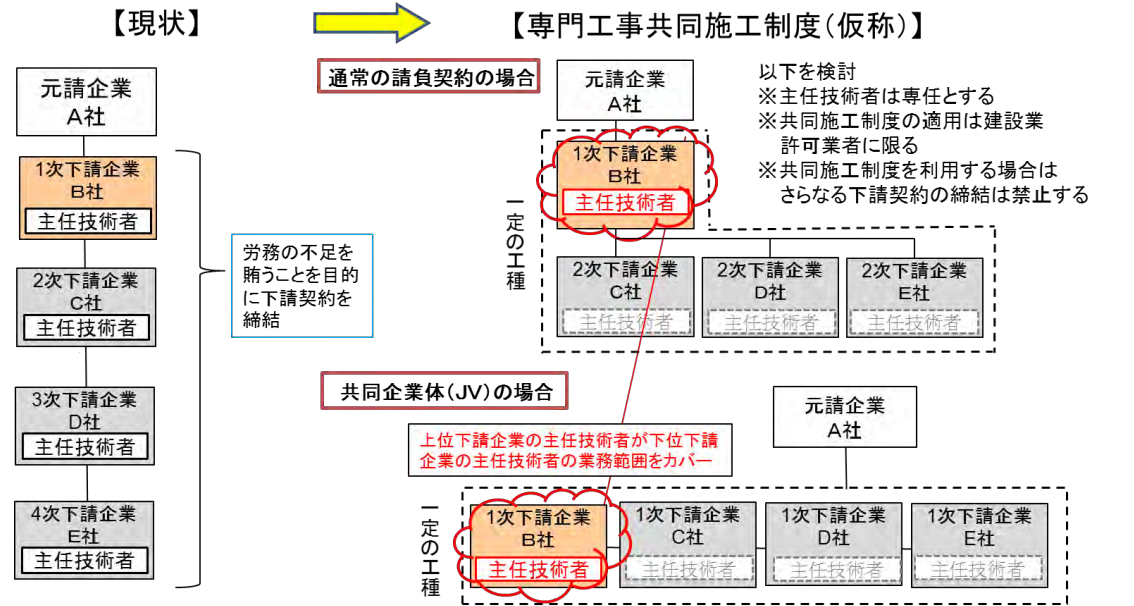 【現状】
【専門工事共同施工制度(仮称)】
元請企業
A社
1次下請企業
B社
主任技術者
2次下請企業
C社
主任技術者
3次下請企業
D社
主任技術者
4次下請企業
E社
主任技術者
労務の不足を
賄うことを目的
に下請契約を
締結
通常の請負契約の場合
元請企業
A社
以下を検討
※主任技術者は専任とする
※共同施工制度の適用は建設業
許可業者に限る
※共同施工制度を利用する場合は
さらなる下請契約の締結は禁止する
一定の工種
1次下請企業
B社
主任技術者
2次下請企業
C社
主任技術者
2次下請企業
D社
主任技術者
2次下請企業
E社
主任技術者
共同企業体(JV)の場合
元請企業
A社
上位下請企業の主任技術者が下位下請
企業の主任技術者の業務範囲をカバー
一定の工種
1次下請企業
B社
主任技術者
1次下請企業
C社
主任技術者
1次下請企業
D社
主任技術者
1次下請企業
E社
主任技術者